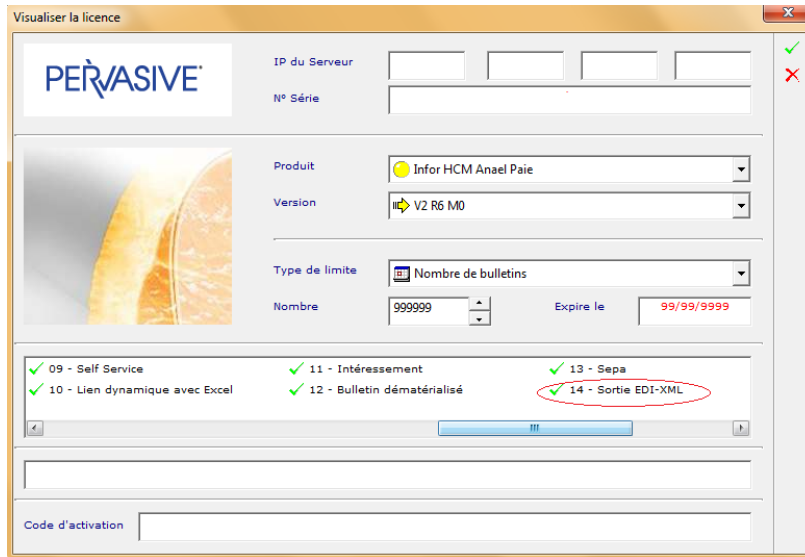 Visualiser la licence
PERVASIVE
IP du Serveur
N° Série
Produit
Infor HCM Anael Paie
Version
V2 R6 M0
Type de limite
Nombre de bulletins
Nombre
999999
Expire le
99/99/9999
09 - Self Service
11 - Intéressement
13 - Sepa
10 - Lien dynamique avec Excel
12 - Bulletin dématérialisé
14 - Sortie EDI-XML
Code d'activation